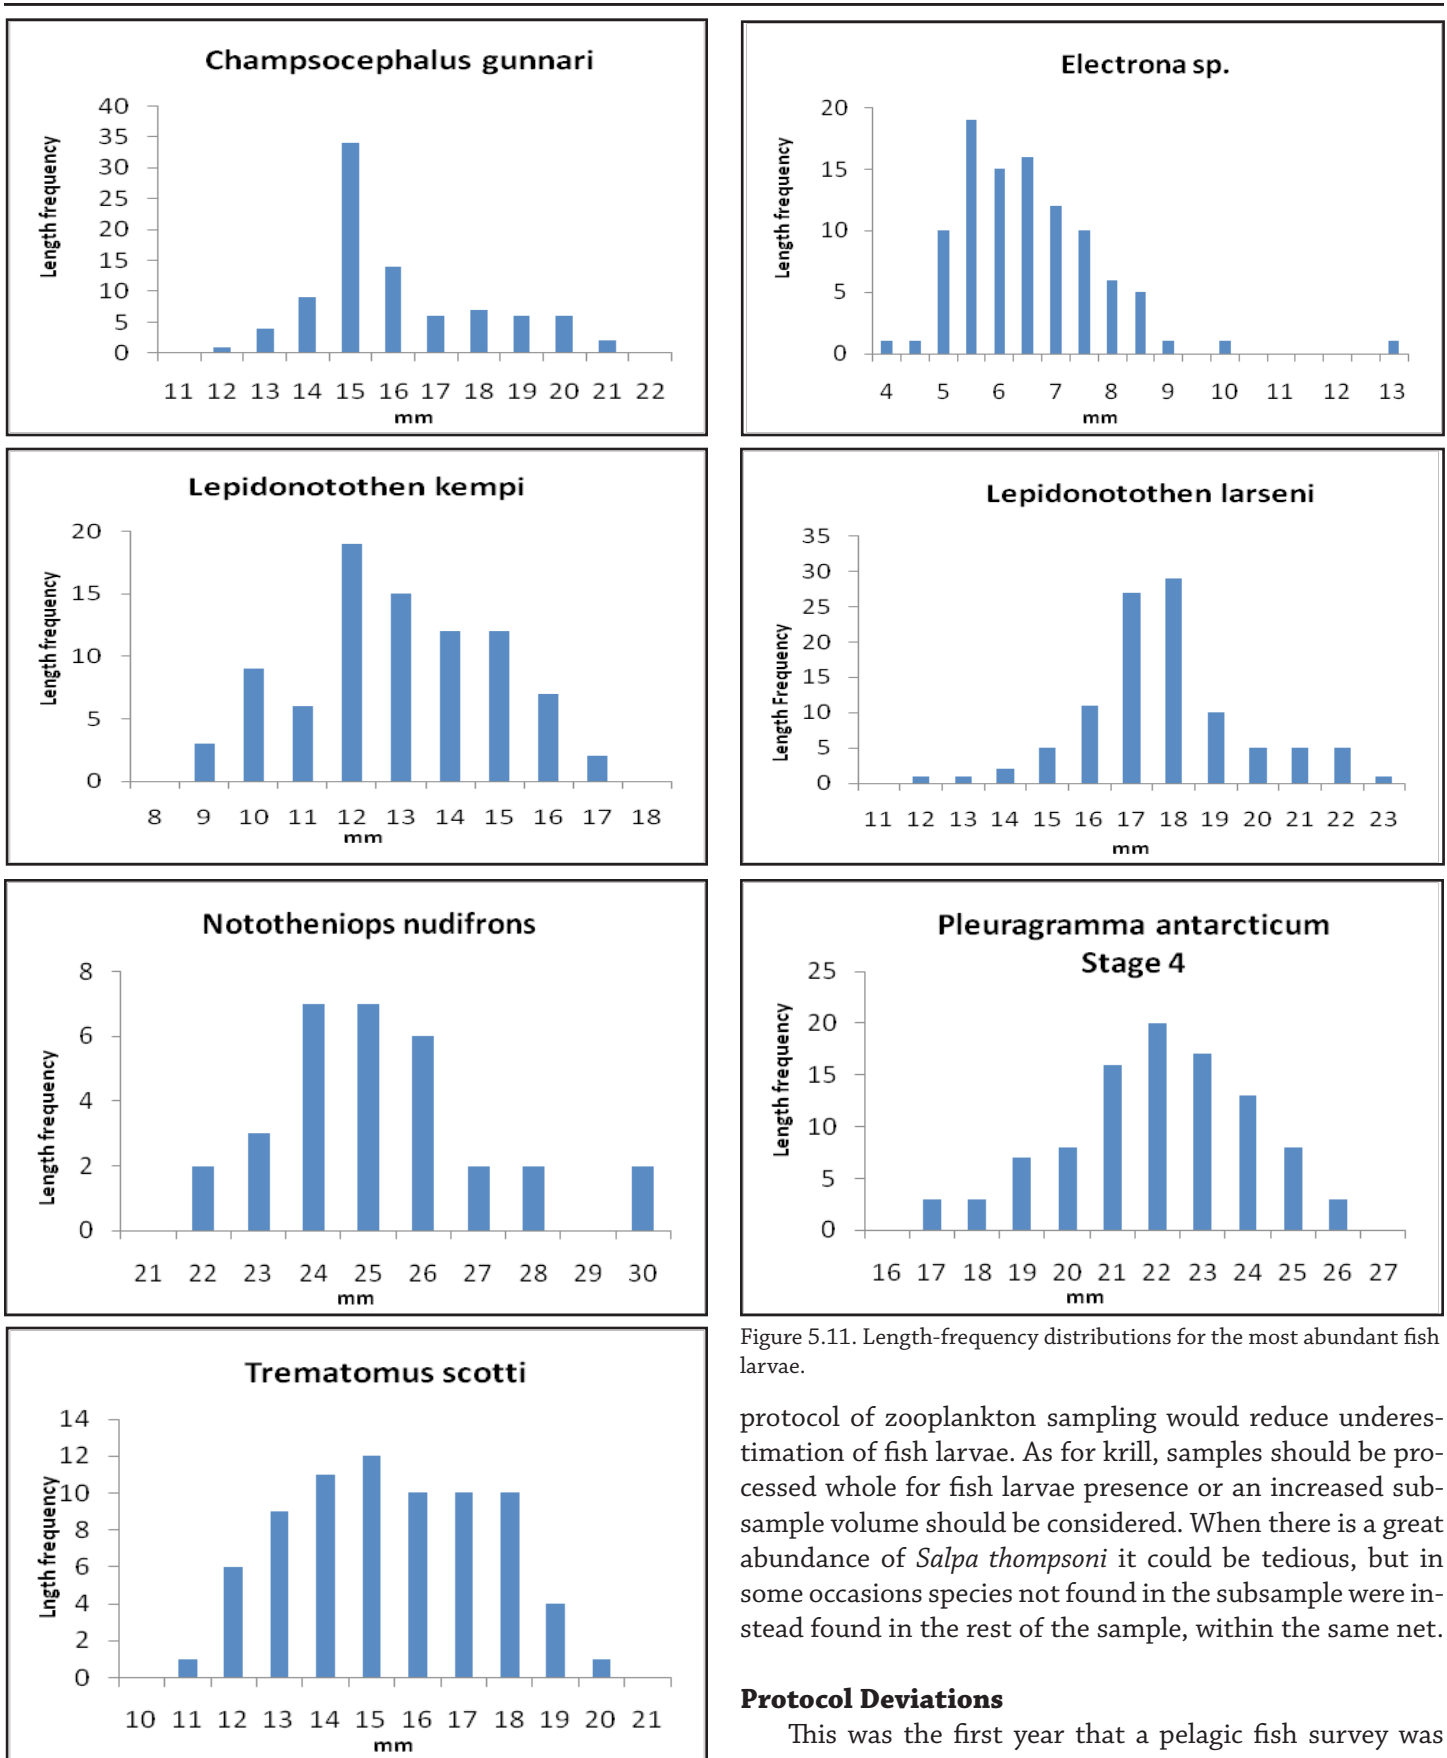 Champsocephalus gunnari
Length frequency
40
35
30
25
20
15
10
5
0
11 12 13 14 15 16 17 18 19 20 21 22
mm
Electrona sp.
Length frequency
20
15
10
5
0
4 5 6 7 8 9 10 11 12 13
mm
Lepidonotothen kempi
Length frequency
20
15
10
5
0
8 9 10 11 12 13 14 15 16 17 18
mm
Lepidonotothen larseni
Length Frequency
35
30
25
20
15
10
5
0
11 12 13 14 15 16 17 18 19 20 21 22 23
mm
Nototheniops nudifrons
Length frequency
8
6
4
2
0
21 22 23 24 25 26 27 28 29 30
mm
Pleuragramma antarcticum
Stage 4
Length frequency
25
20
15
10
5
0
16 17 18 19 20 21 22 23 24 25 26 27
mm
Trematomus scotti
Lngth frequency
14
12
10
8
6
4
2
0
10 11 12 13 14 15 16 17 18 19 20 21
mm
Figure 5.11. Length-frequency distributions for the most abundant fish
larvae.
protocol of zooplankton sampling would reduce underes-
timation of fish larvae. As for krill, samples should be pro-
cessed whole for fish larvae presence or an increased sub-
sample volume should be considered. When there is a great
abundance of Salpa thompsoni it could be tedious, but in
some occasions species not found in the subsample were in-
stead found in the rest of the sample, within the same net.
Protocol Deviations
This was the first year that a pelagic fish survey was